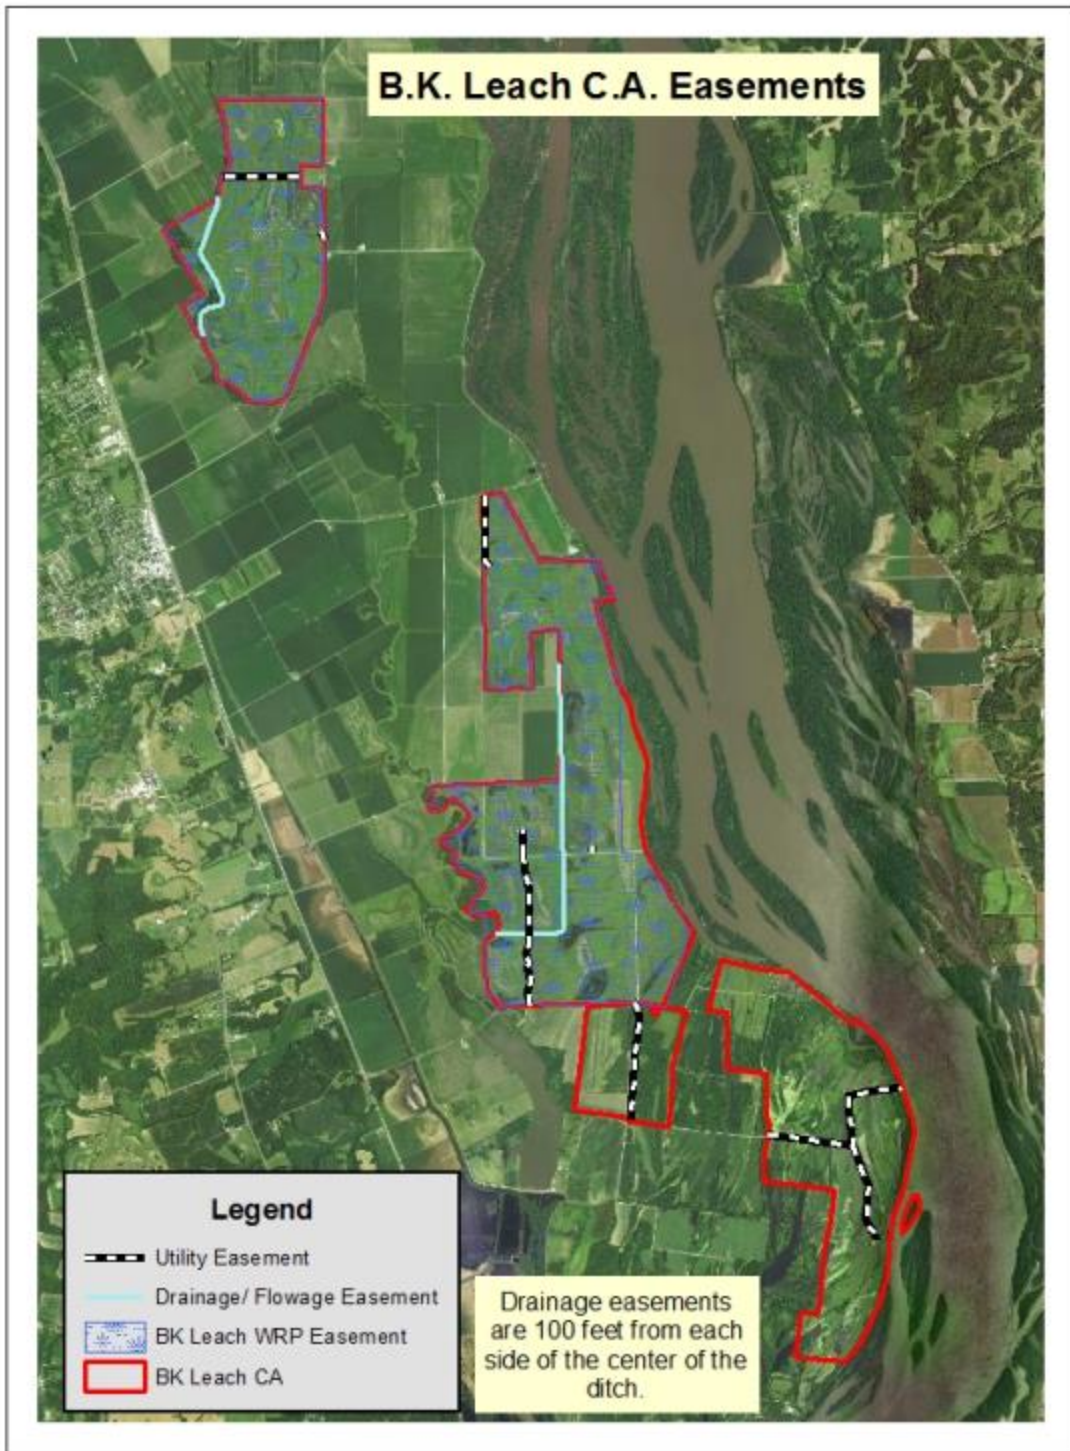 B.K. Leach C.A. Easements
Legend
Utility Easement
Drainage/ Flowage Easement
BK Leach WRP Easement
BK Leach CA
Drainage easements
are 100 feet from each
side of the center of the
ditch.